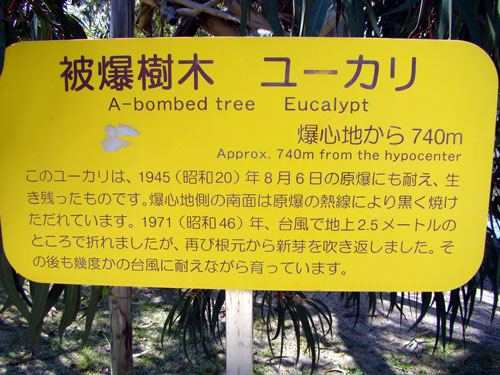 被爆樹木 ユーカリ
A-bombed tree Eucalypt
爆心地から740m
Approx. 740m from the hypocenter
このユーカリは、1945（昭和20）年8月6日の原爆にも耐え、生
き残ったものです。爆心地側の南面は原爆の熱線により黒く焼け
ただれています。1971（昭和46）年、台風で地上2.5メートルの
ところで折れましたが、再び根元から新芽を吹き返しました。そ
の後も幾度かの台風に耐えながら育っています。